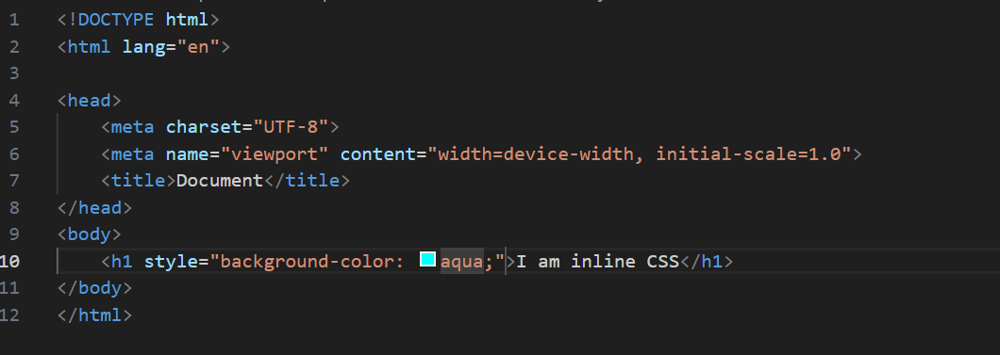 1 <!DOCTYPE html>
2 <html lang="en">
3
4 <head>
5     <meta charset="UTF-8">
6     <meta name="viewport" content="width=device-width, initial-scale=1.0">
7     <title>Document</title>
8 </head>
9 <body>
10     <h1 style="background-color: aqua;">I am inline CSS</h1>
11 </body>
12 </html>